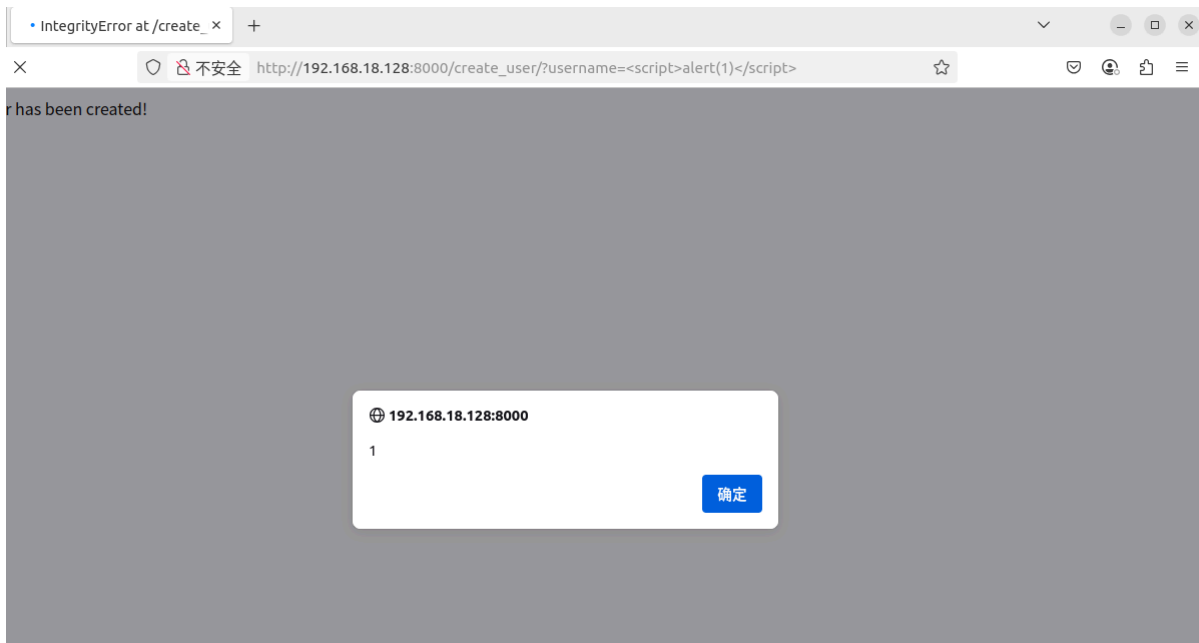 IntegrityError at /create_
不安全 http://192.168.18.128:8000/create_user/?username=<script>alert(1)</script>
r has been created!
192.168.18.128:8000
1
确定